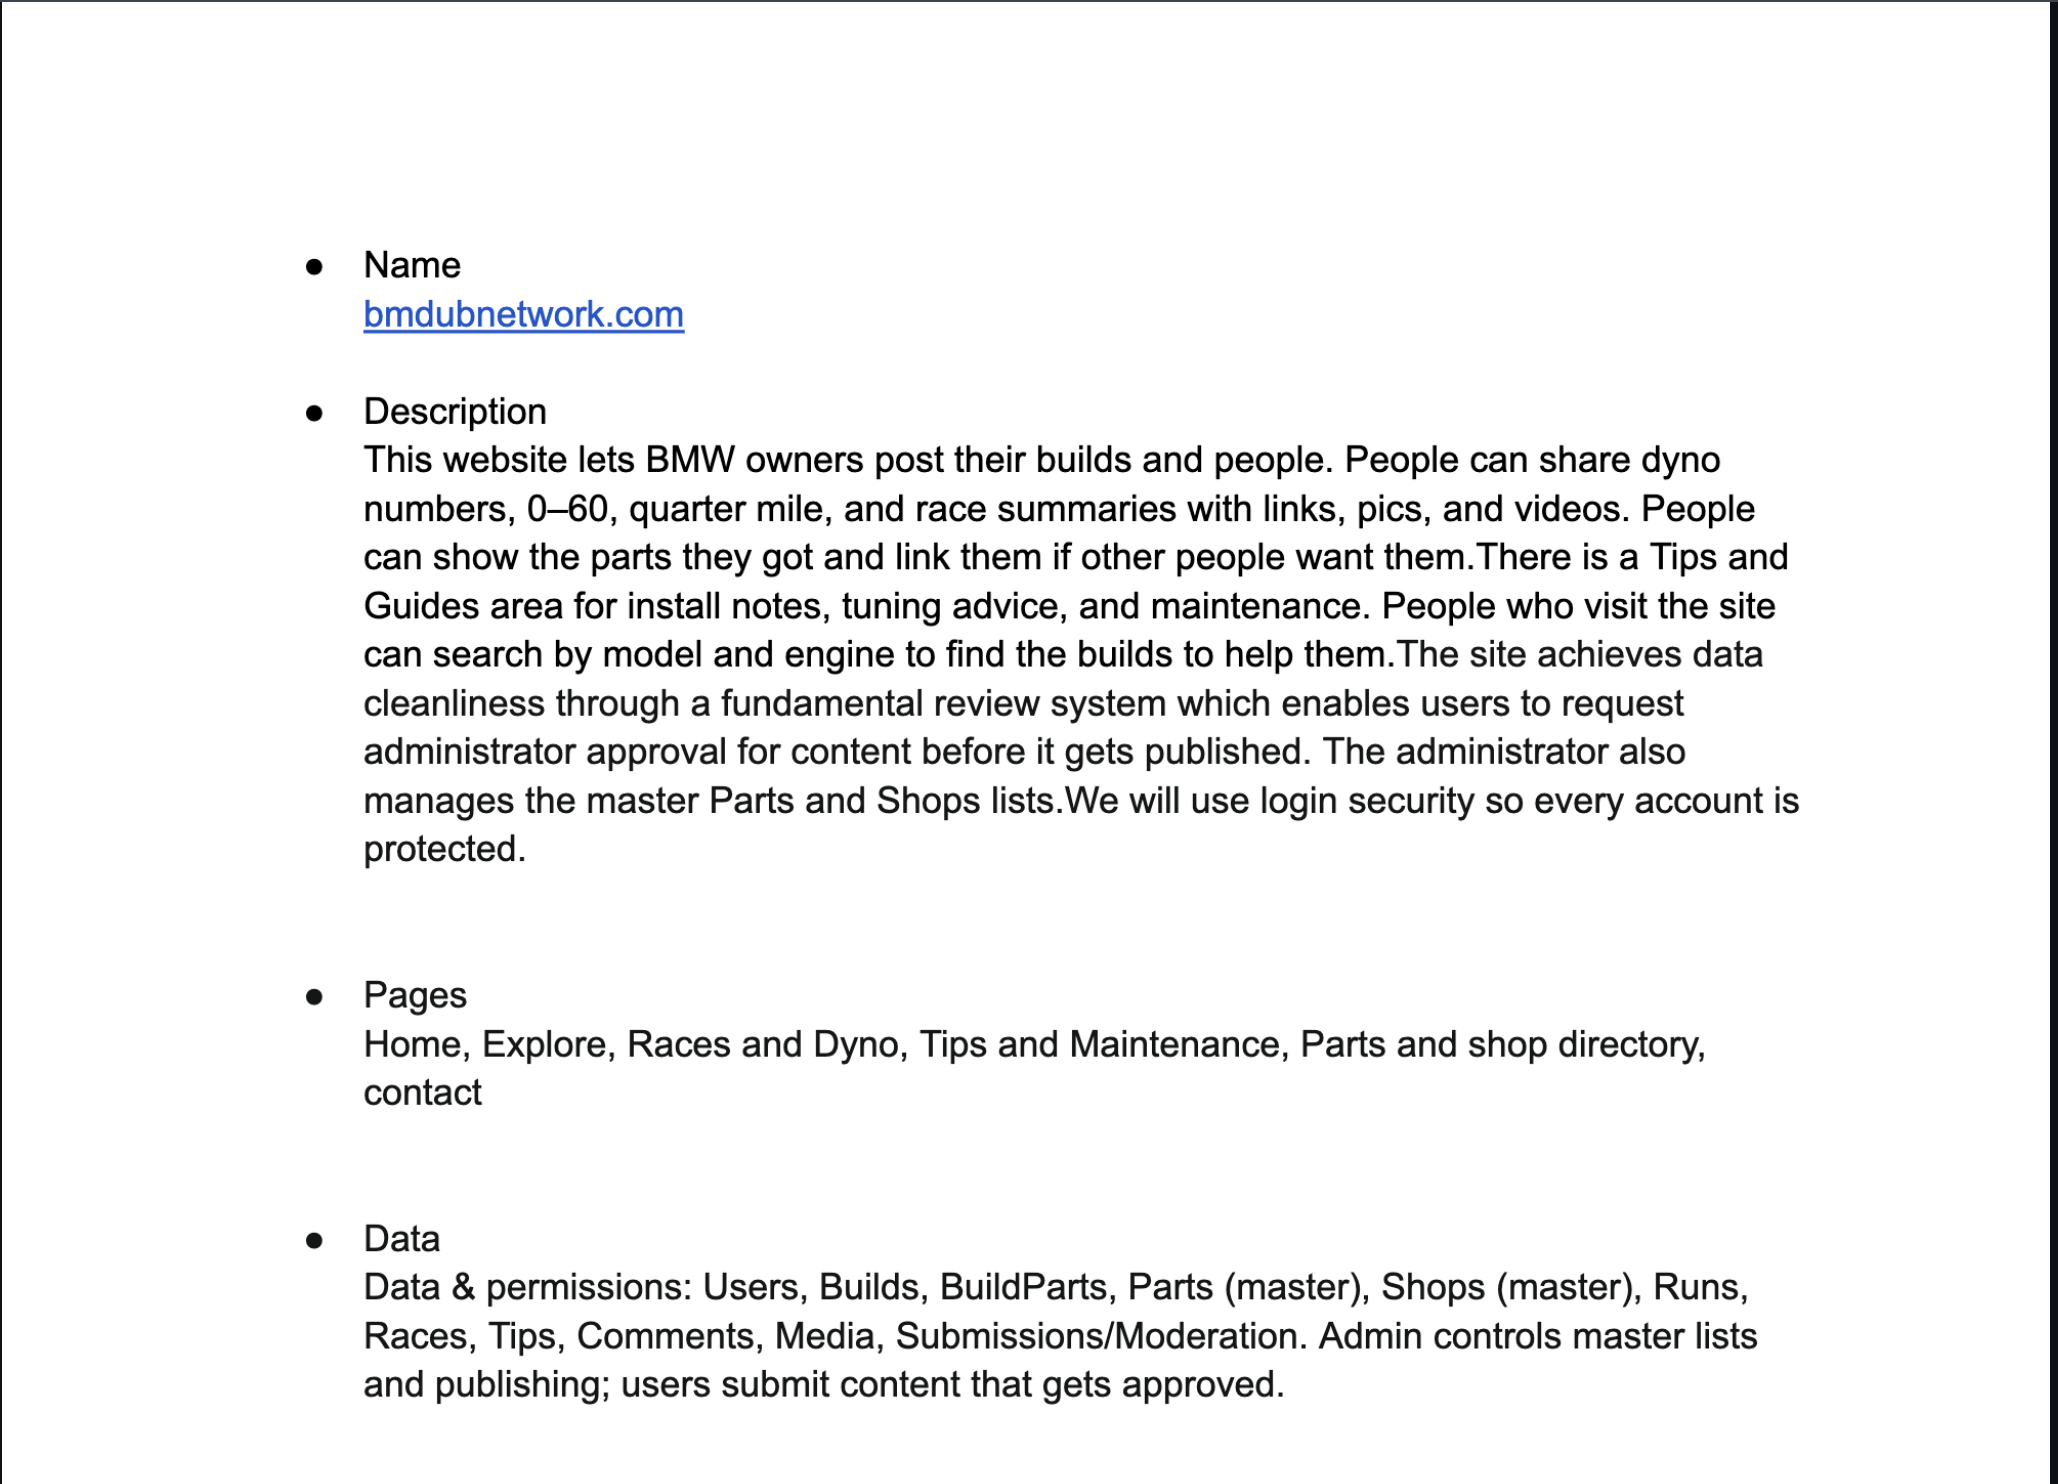 ● Name
bmdubnetwork.com
● Description
This website lets BMW owners post their builds and people. People can share dyno
numbers, 0–60, quarter mile, and race summaries with links, pics, and videos. People
can show the parts they got and link them if other people want them.There is a Tips and
Guides area for install notes, tuning advice, and maintenance. People who visit the site
can search by model and engine to find the builds to help them.The site achieves data
cleanliness through a fundamental review system which enables users to request
administrator approval for content before it gets published. The administrator also
manages the master Parts and Shops lists.We will use login security so every account is
protected.
● Pages
Home, Explore, Races and Dyno, Tips and Maintenance, Parts and shop directory,
contact
● Data
Data & permissions: Users, Builds, BuildParts, Parts (master), Shops (master), Runs,
Races, Tips, Comments, Media, Submissions/Moderation. Admin controls master lists
and publishing; users submit content that gets approved.